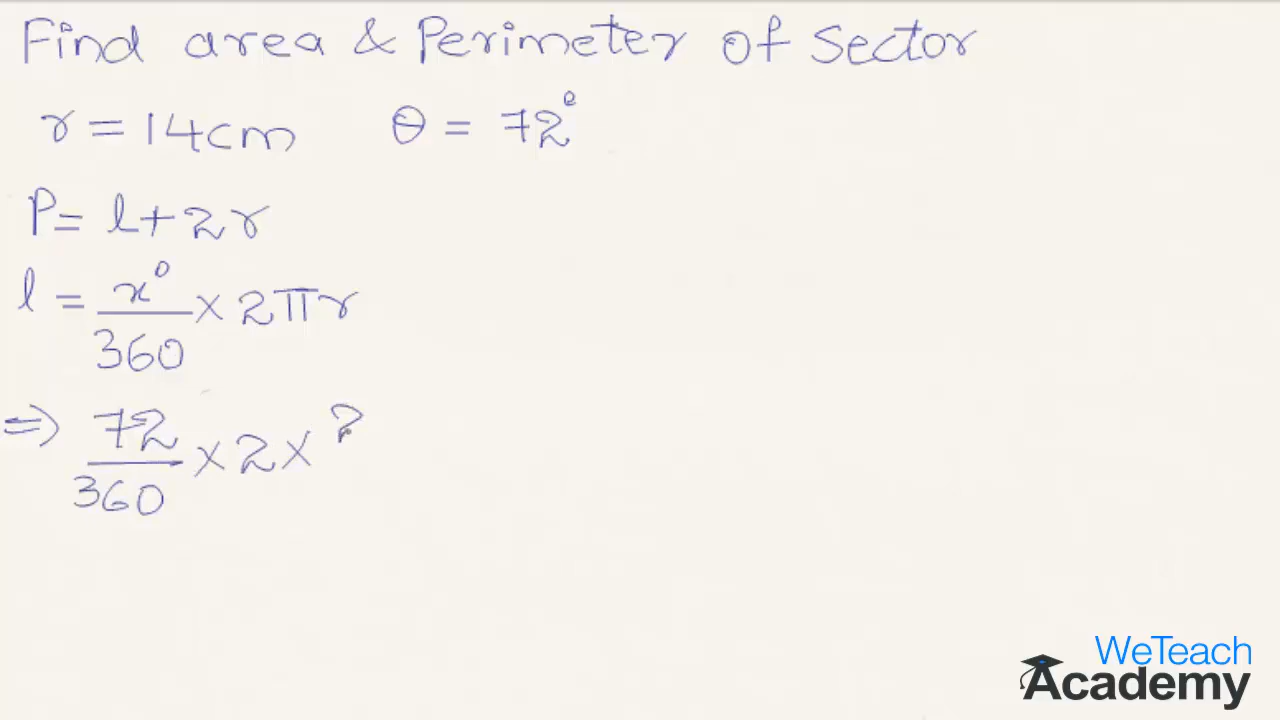 Find area & Perimeter of Sector
r = 14cm θ = 72°
P = l + 2r
l = x°/360 × 2πr
⇒ 72/360 × 2 ×
WeTeach
Academy